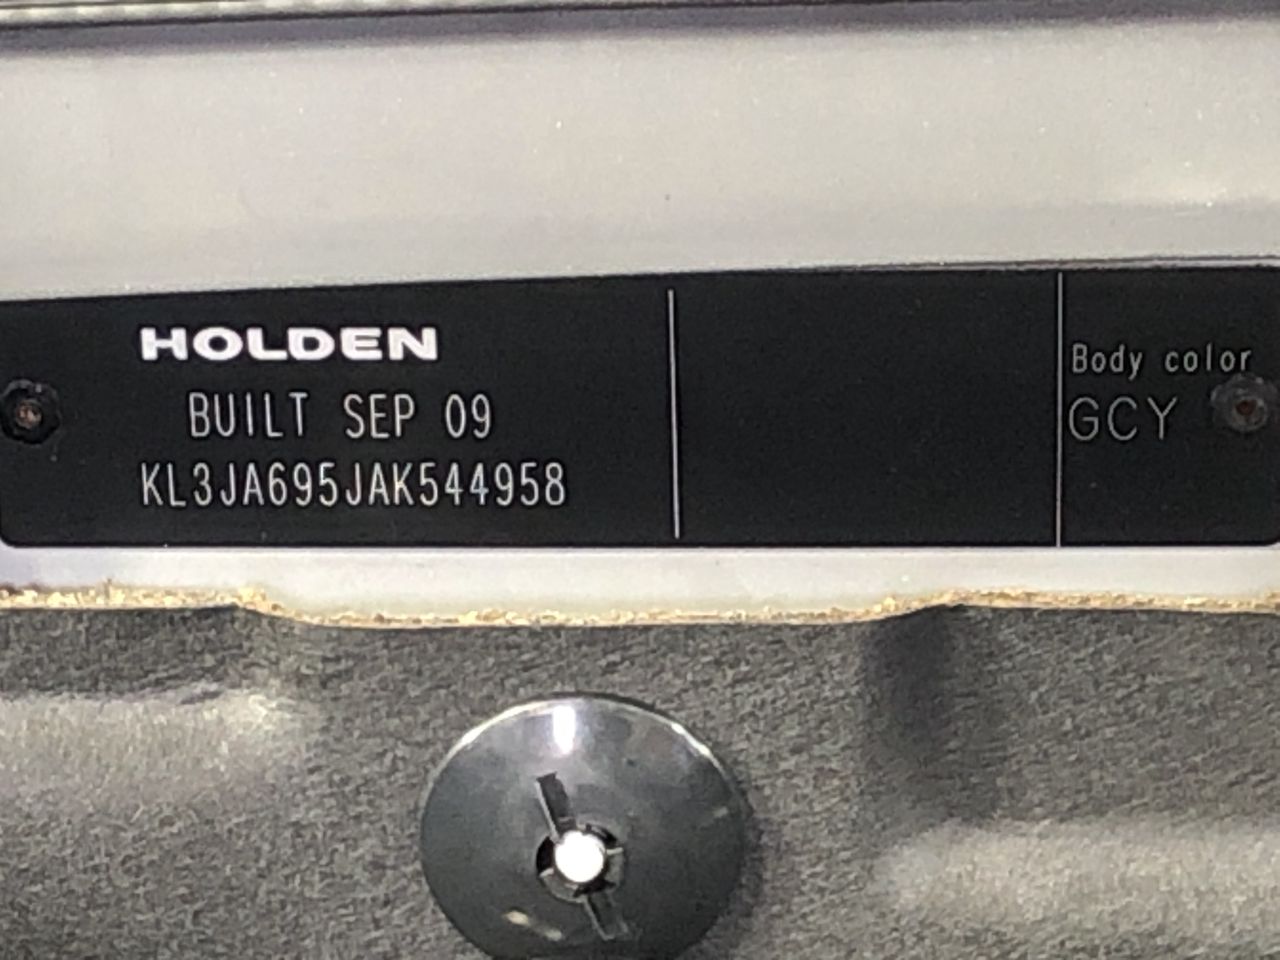 HOLDEN
BUILT SEP 09
KL3JA695JAK544958
Body color
GCY